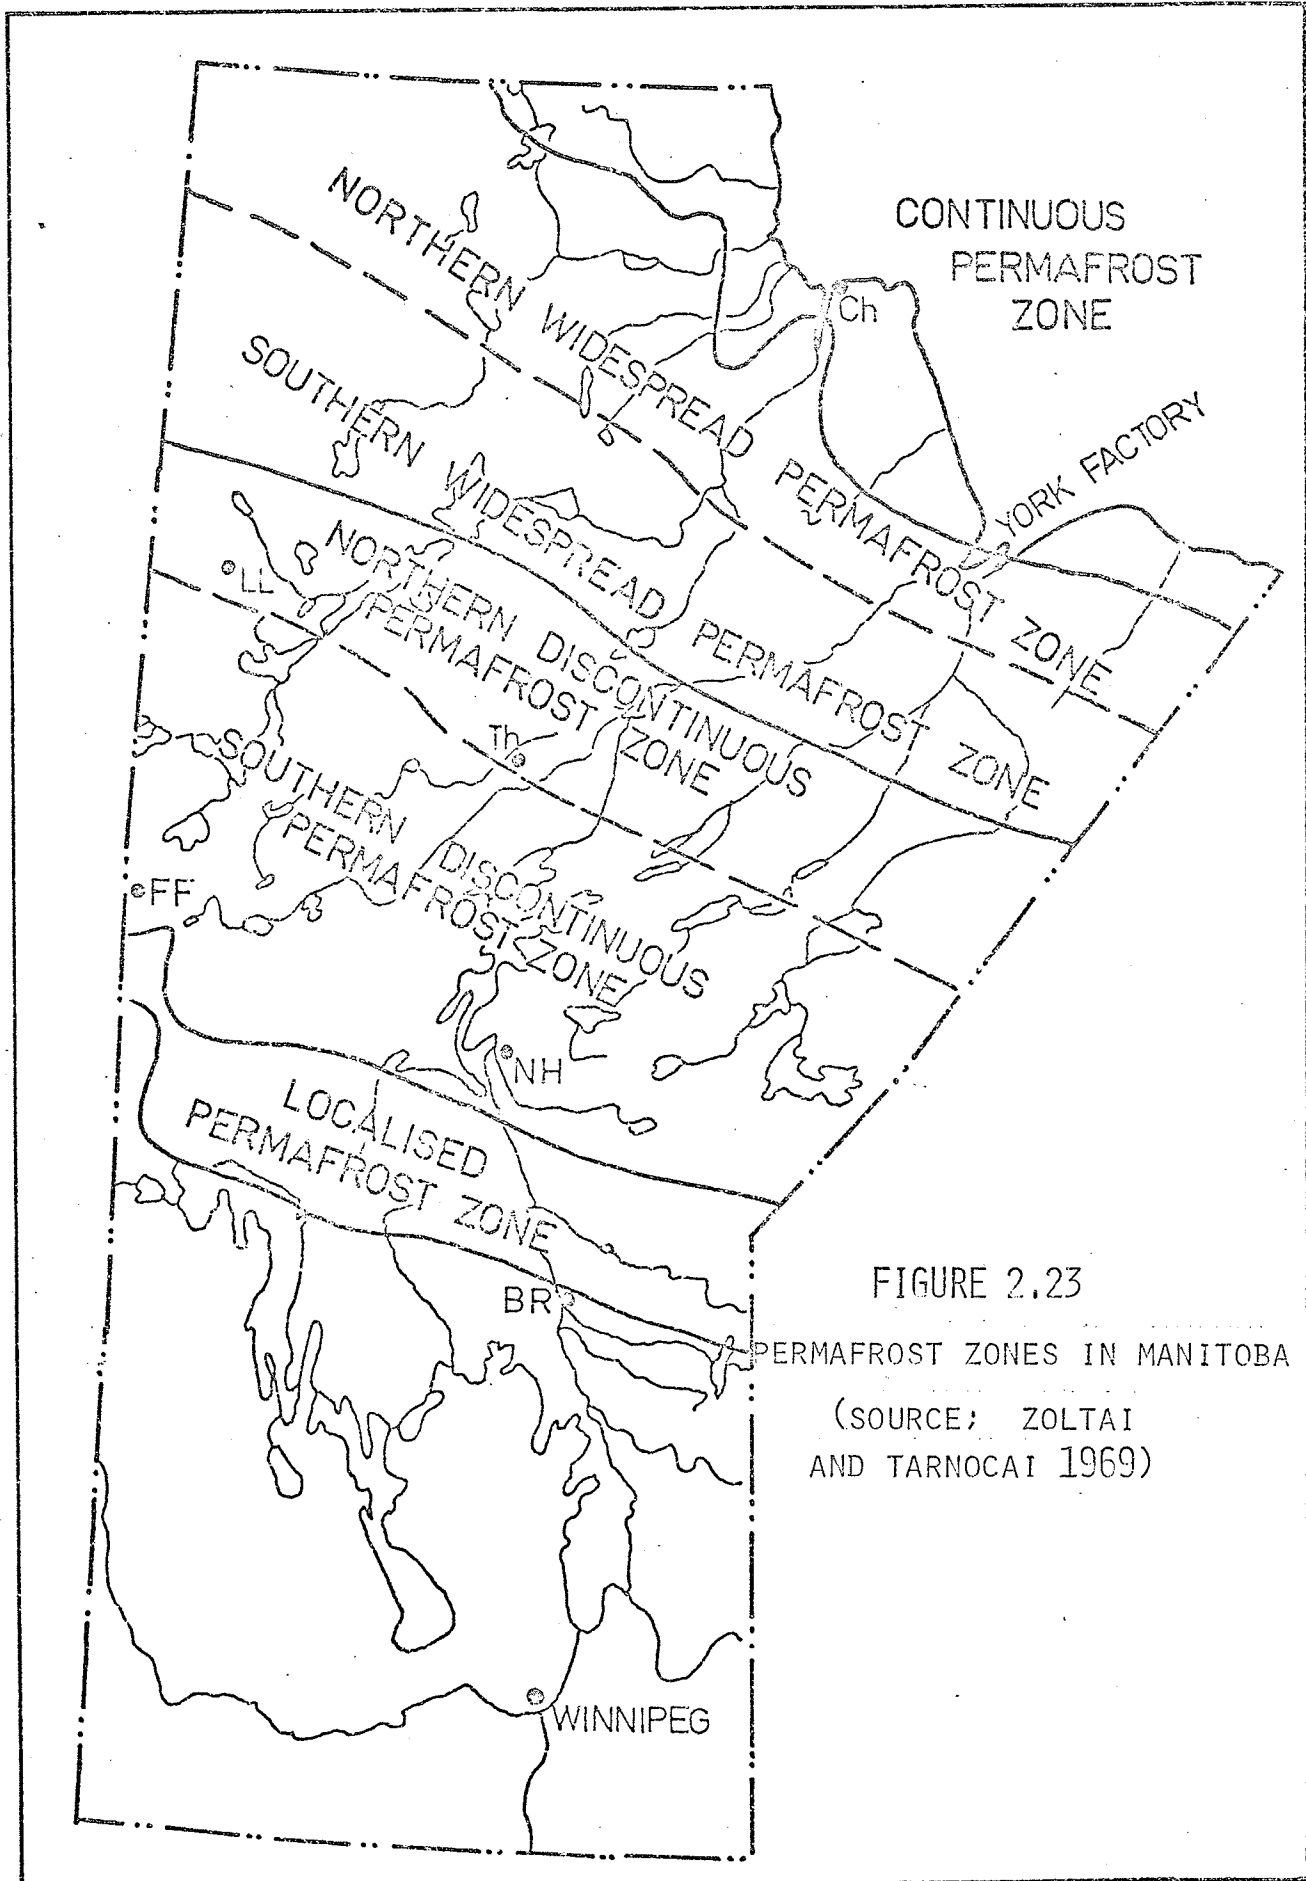 CONTINUOUS
PERMAFROST
ZONE
NORTHERN WIDESPREAD PERMAFROST ZONE
Ch
YORK FACTORY
SOUTHERN WIDESPREAD PERMAFROST ZONE
LL
NORTHERN DISCONTINUOUS
PERMAFROST ZONE
Th
SOUTHERN DISCONTINUOUS
PERMAFROST ZONE
FF
NH
LOCALISED
PERMAFROST ZONE
BR
FIGURE 2.23
PERMAFROST ZONES IN MANITOBA
(SOURCE; ZOLTAI
AND TARNOCAI 1969)
WINNIPEG